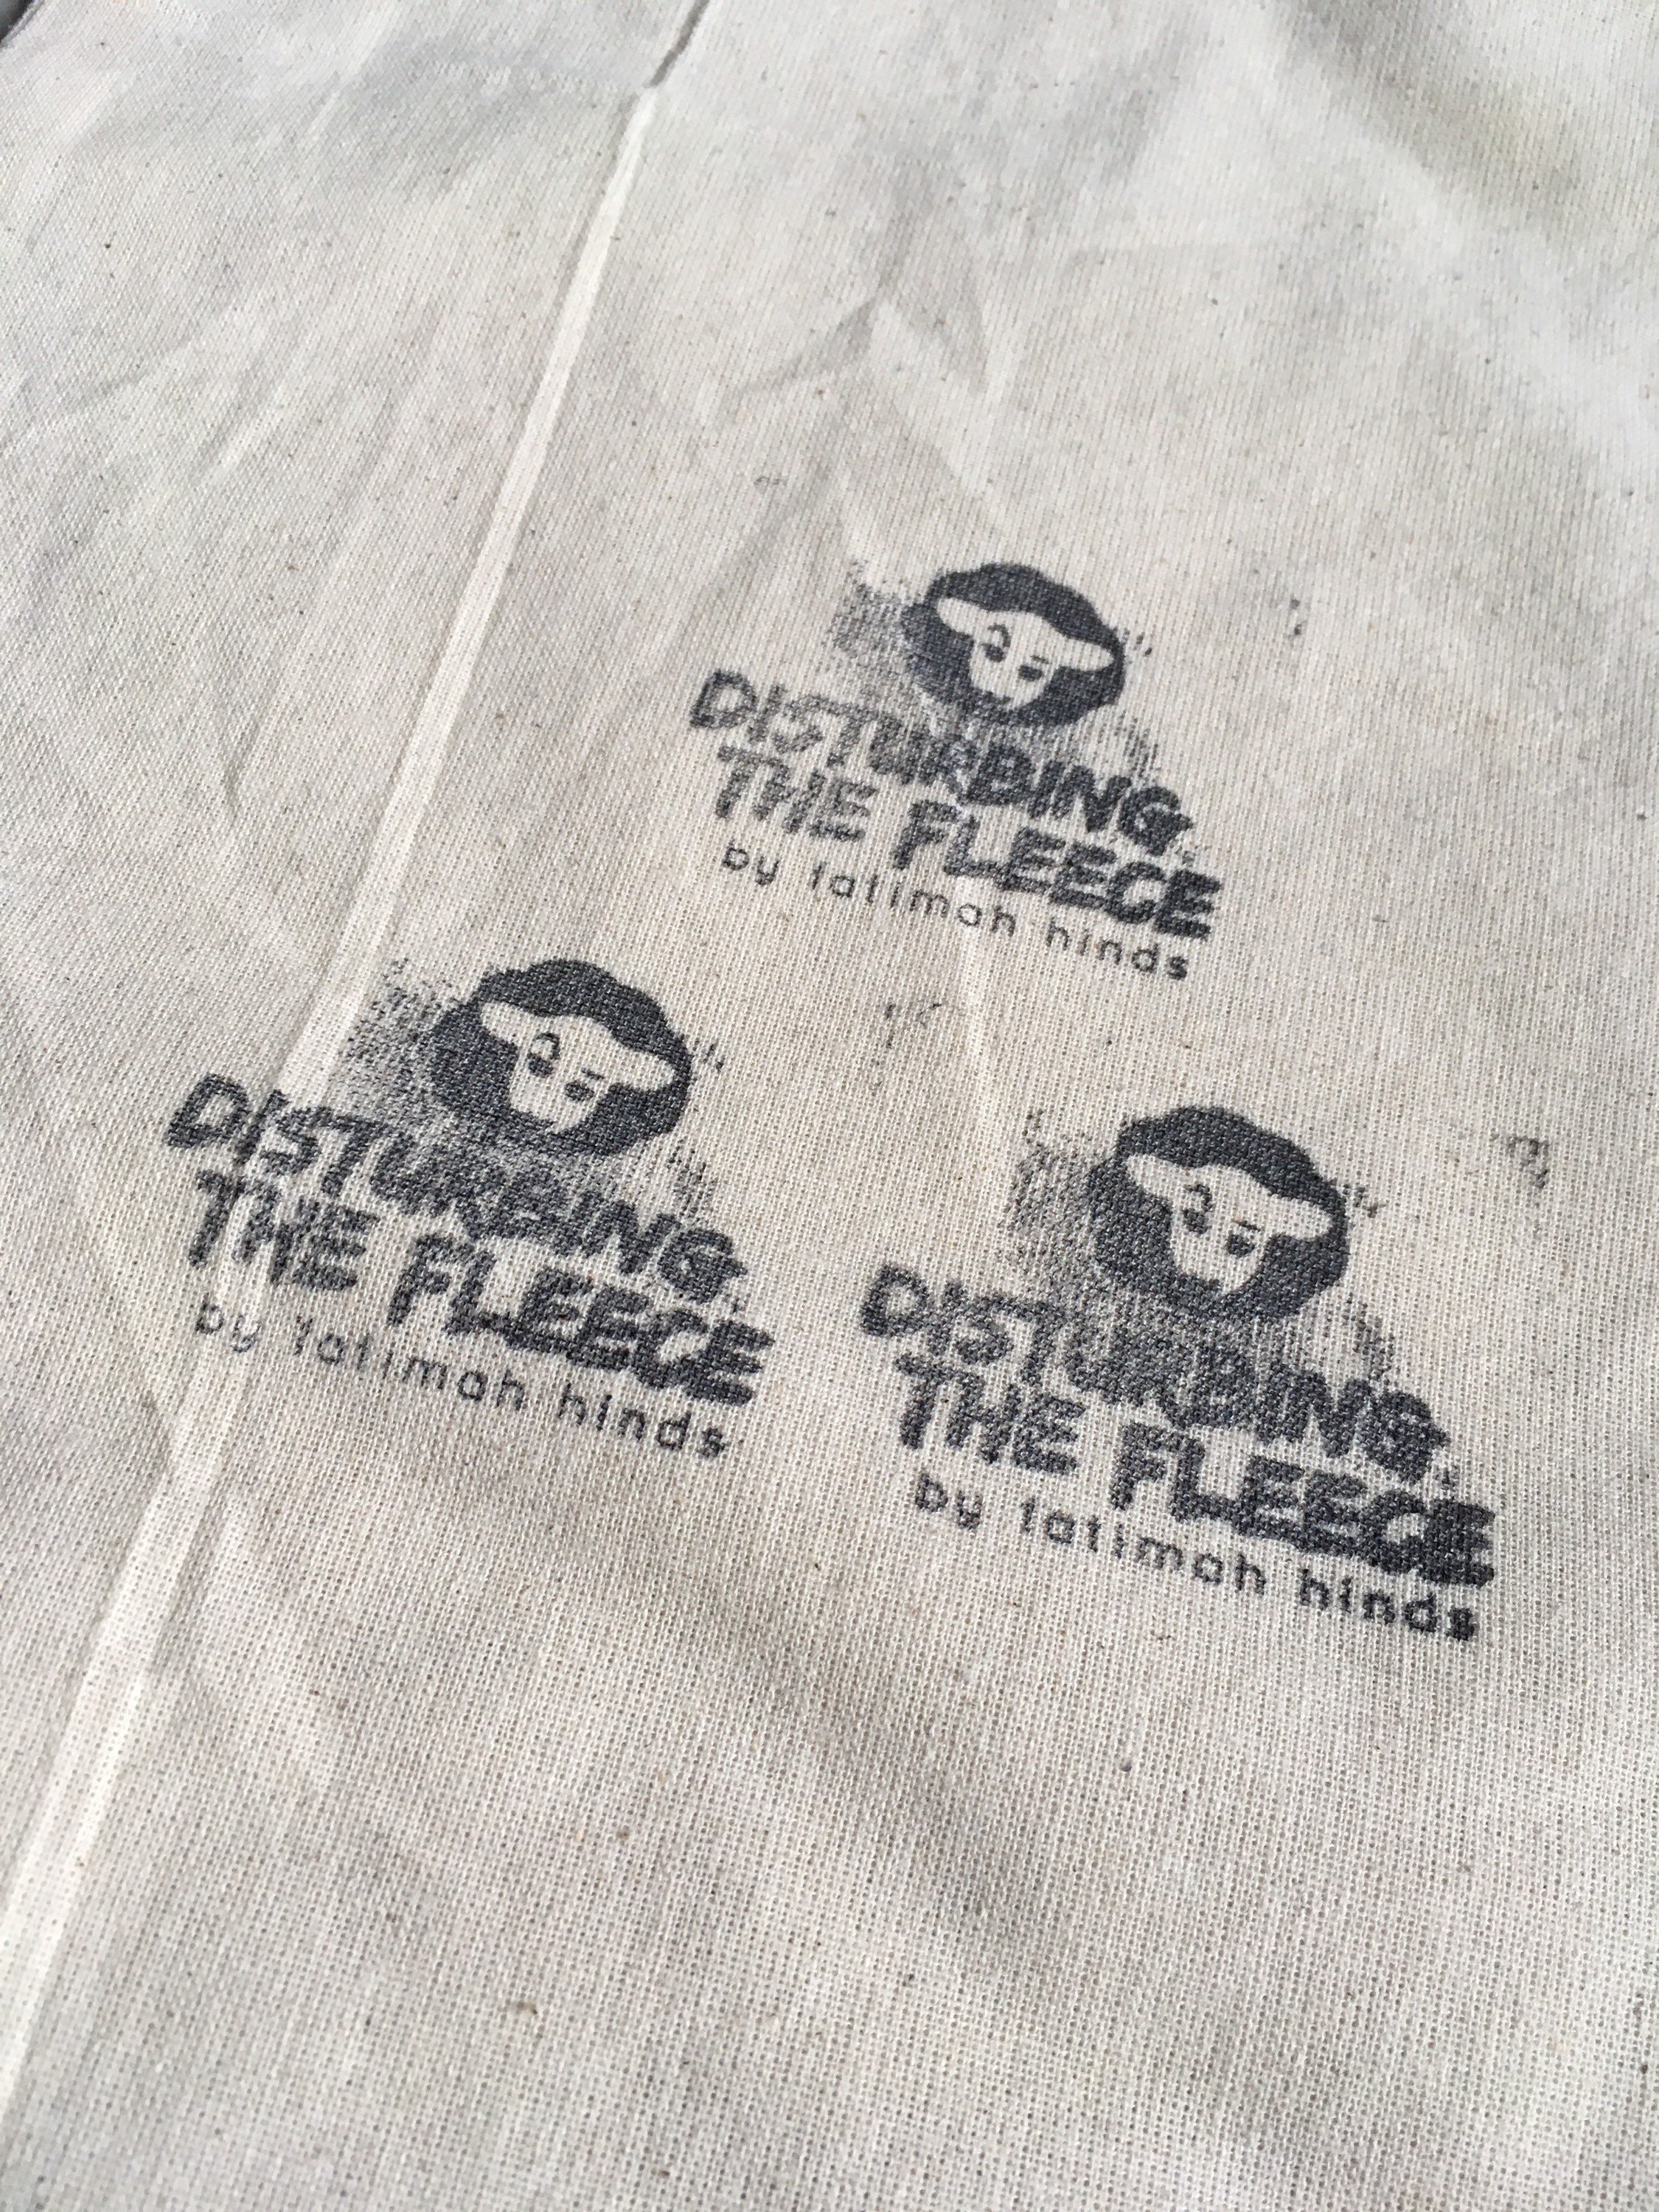 DISTURBING
THE FLEECE
by latimah hinds
DISTURBING
THE FLEECE
by latimah hinds
DISTURBING
THE FLEECE
by latimah hinds